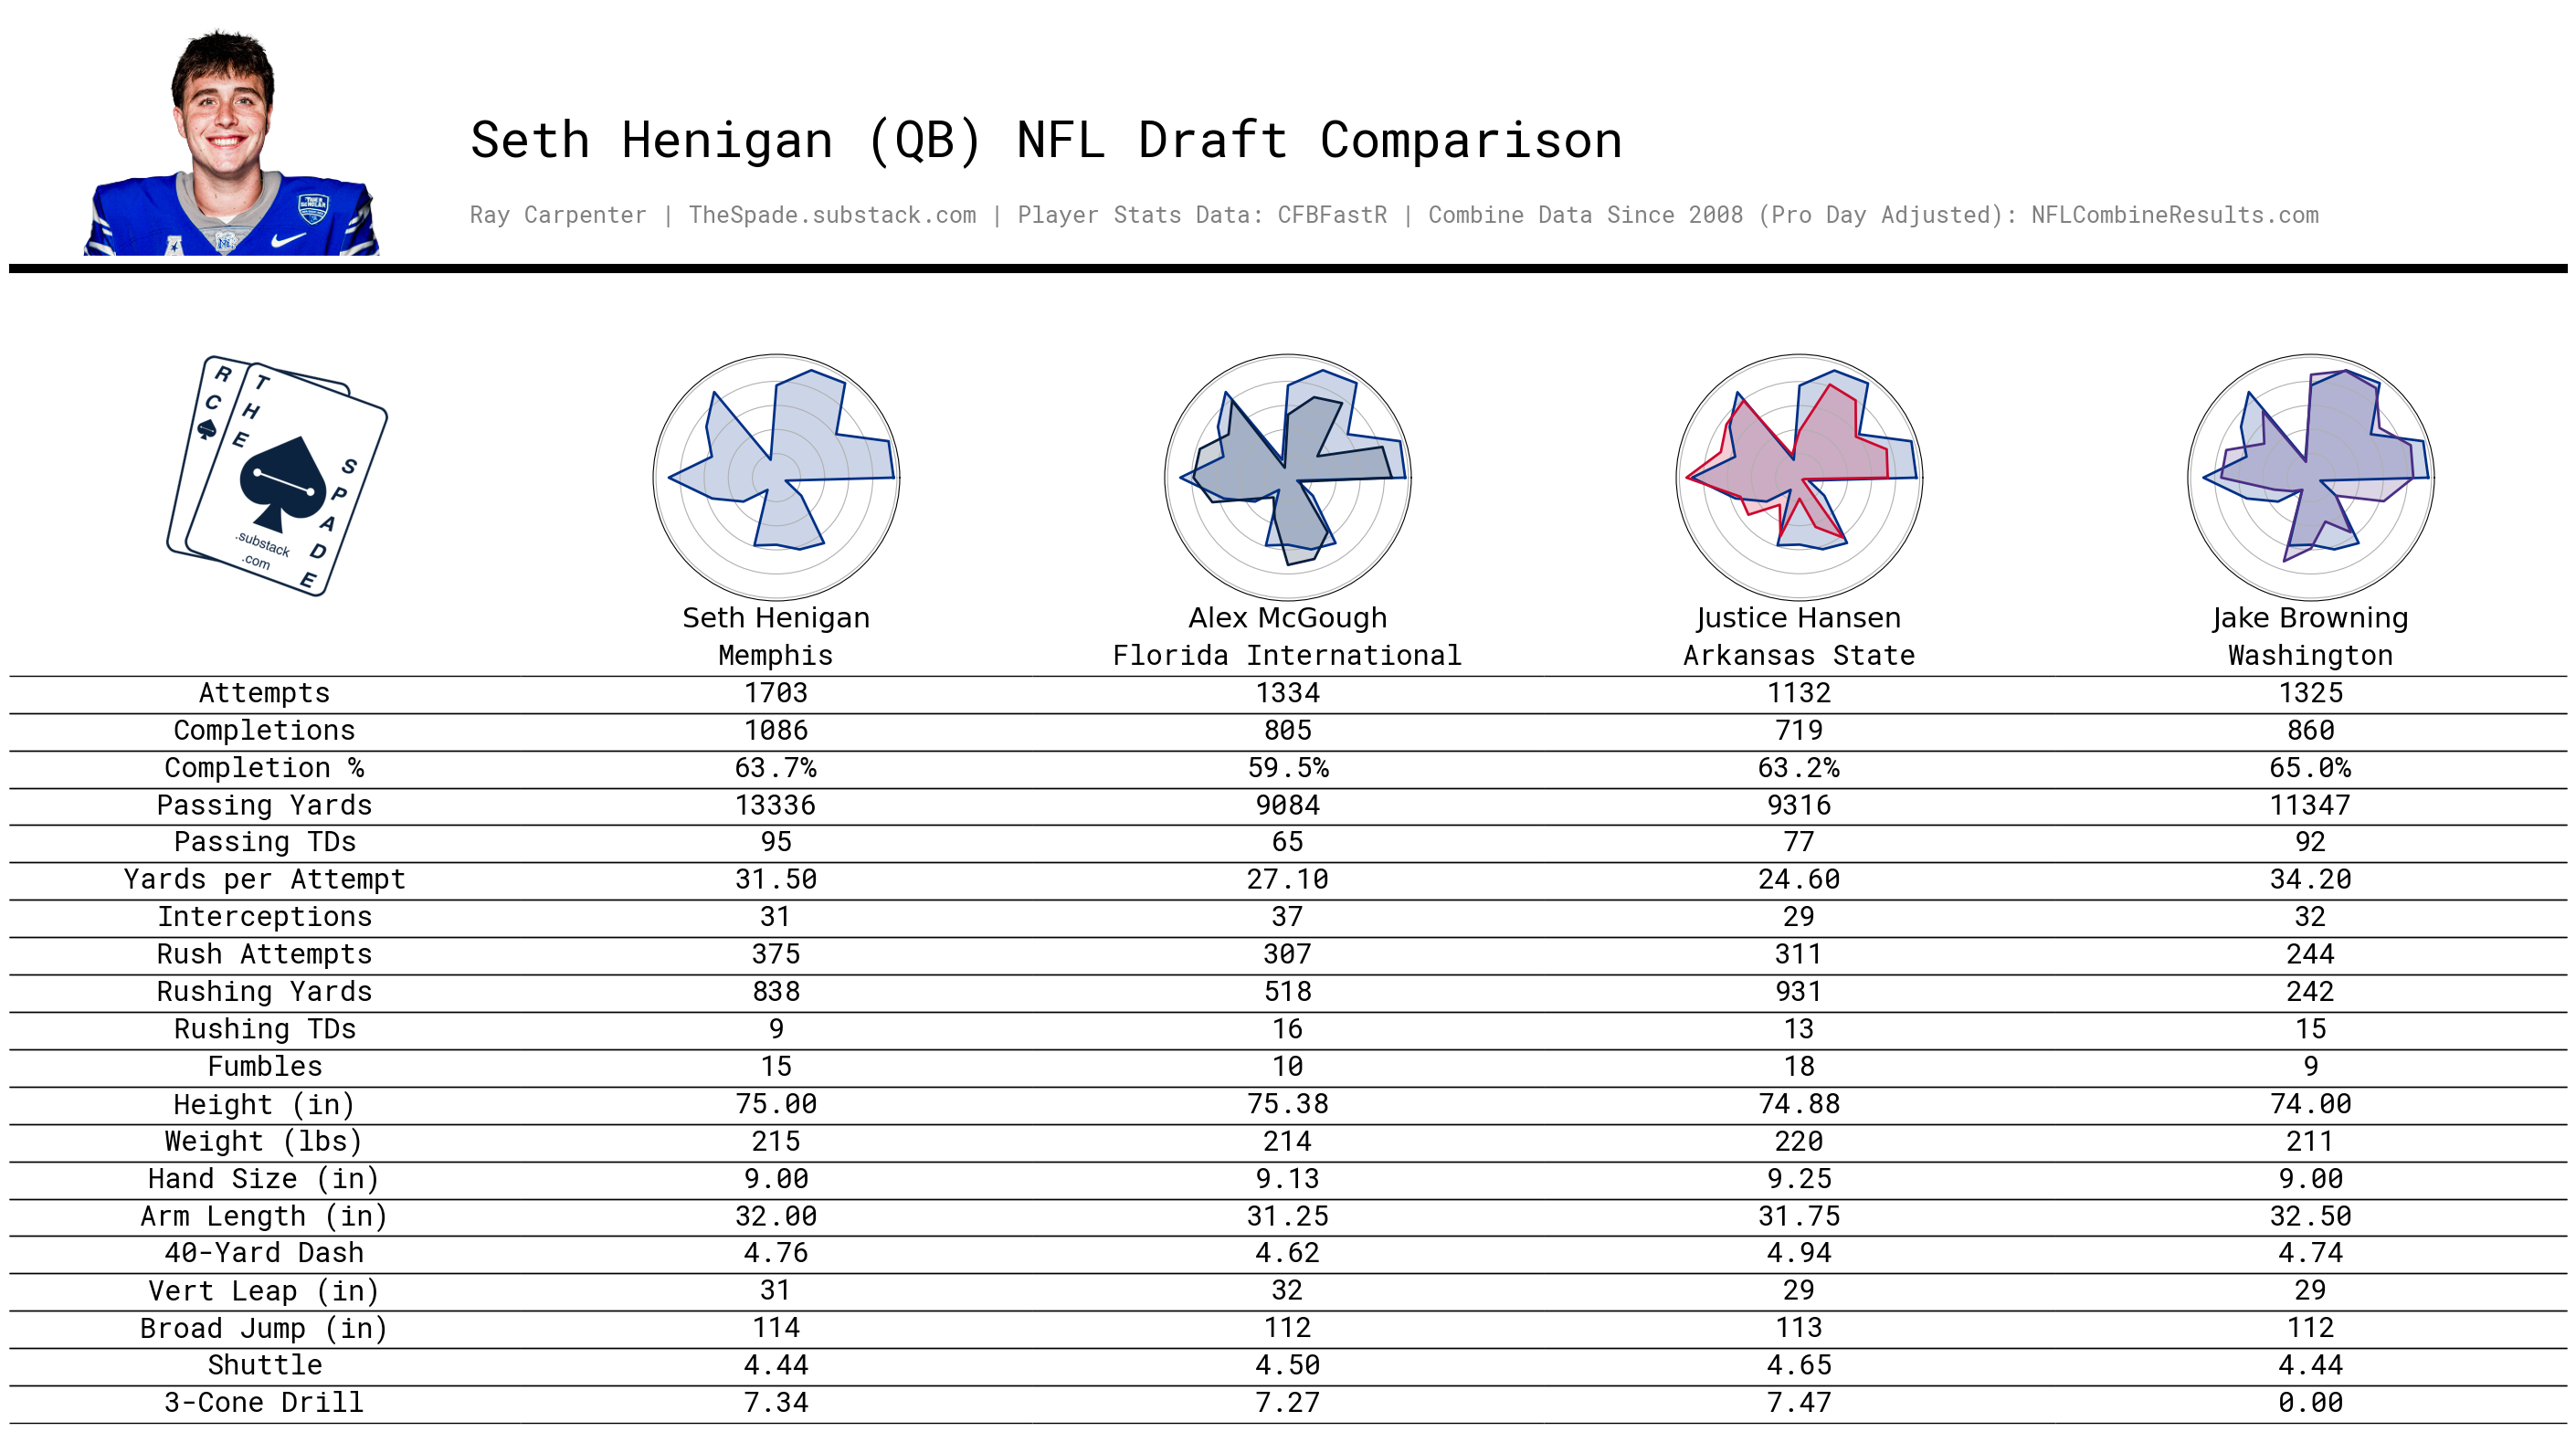 Seth Henigan (QB) NFL Draft Comparison
Ray Carpenter | TheSpade.substack.com | Player Stats Data: CFBFastR | Combine Data Since 2008 (Pro Day Adjusted): NFLCombineResults.com
RC
THE
SPADE
.substack
.com
Seth Henigan Alex McGough Justice Hansen Jake Browning
Memphis Florida International Arkansas State Washington
Attempts 1703 1334 1132 1325
Completions 1086 805 719 860
Completion % 63.7% 59.5% 63.2% 65.0%
Passing Yards 13336 9084 9316 11347
Passing TDs 95 65 77 92
Yards per Attempt 31.50 27.10 24.60 34.20
Interceptions 31 37 29 32
Rush Attempts 375 307 311 244
Rushing Yards 838 518 931 242
Rushing TDs 9 16 13 15
Fumbles 15 10 18 9
Height (in) 75.00 75.38 74.88 74.00
Weight (lbs) 215 214 220 211
Hand Size (in) 9.00 9.13 9.25 9.00
Arm Length (in) 32.00 31.25 31.75 32.50
40-Yard Dash 4.76 4.62 4.94 4.74
Vert Leap (in) 31 32 29 29
Broad Jump (in) 114 112 113 112
Shuttle 4.44 4.50 4.65 4.44
3-Cone Drill 7.34 7.27 7.47 0.00